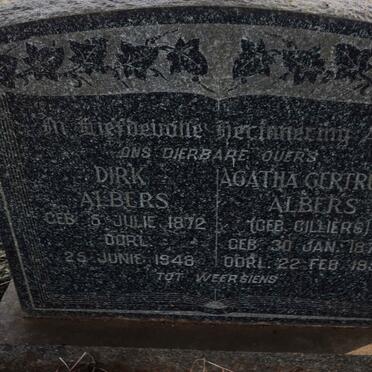 In Liefdevolle Herinnering
ONS DIERBARE OUERS
DIRK
ALBERS
GEB. 5 JULIE 1872
OORL.
25 JUNIE 1948
AGATHA GERTRU
ALBERS
(GEB. CILLIERS)
GEB. 30 JAN. 187
OORL. 22 FEB 19
TOT WEERSIENS